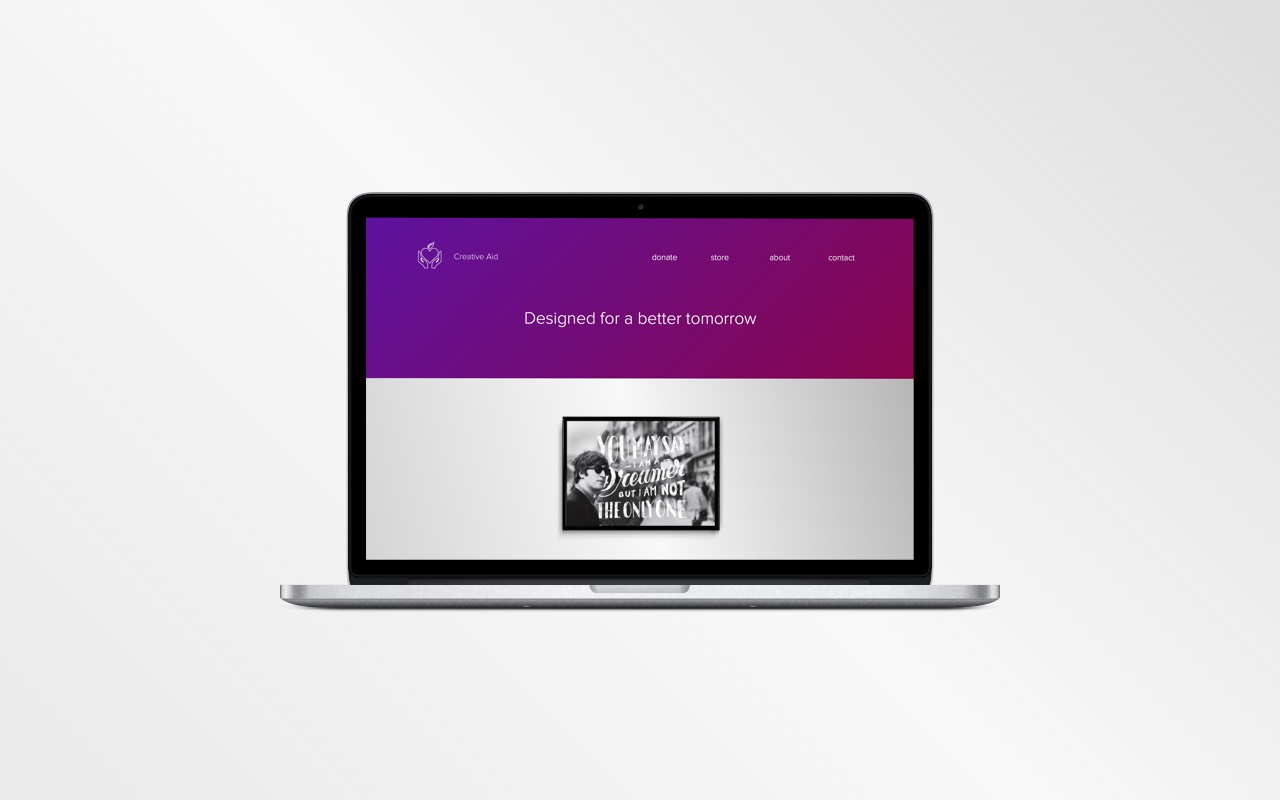 Creative Aid
donate store about contact
Designed for a better tomorrow
YOU MAY SAY
I AM A
Dreamer
BUT I AM NOT
THE ONLY ONE